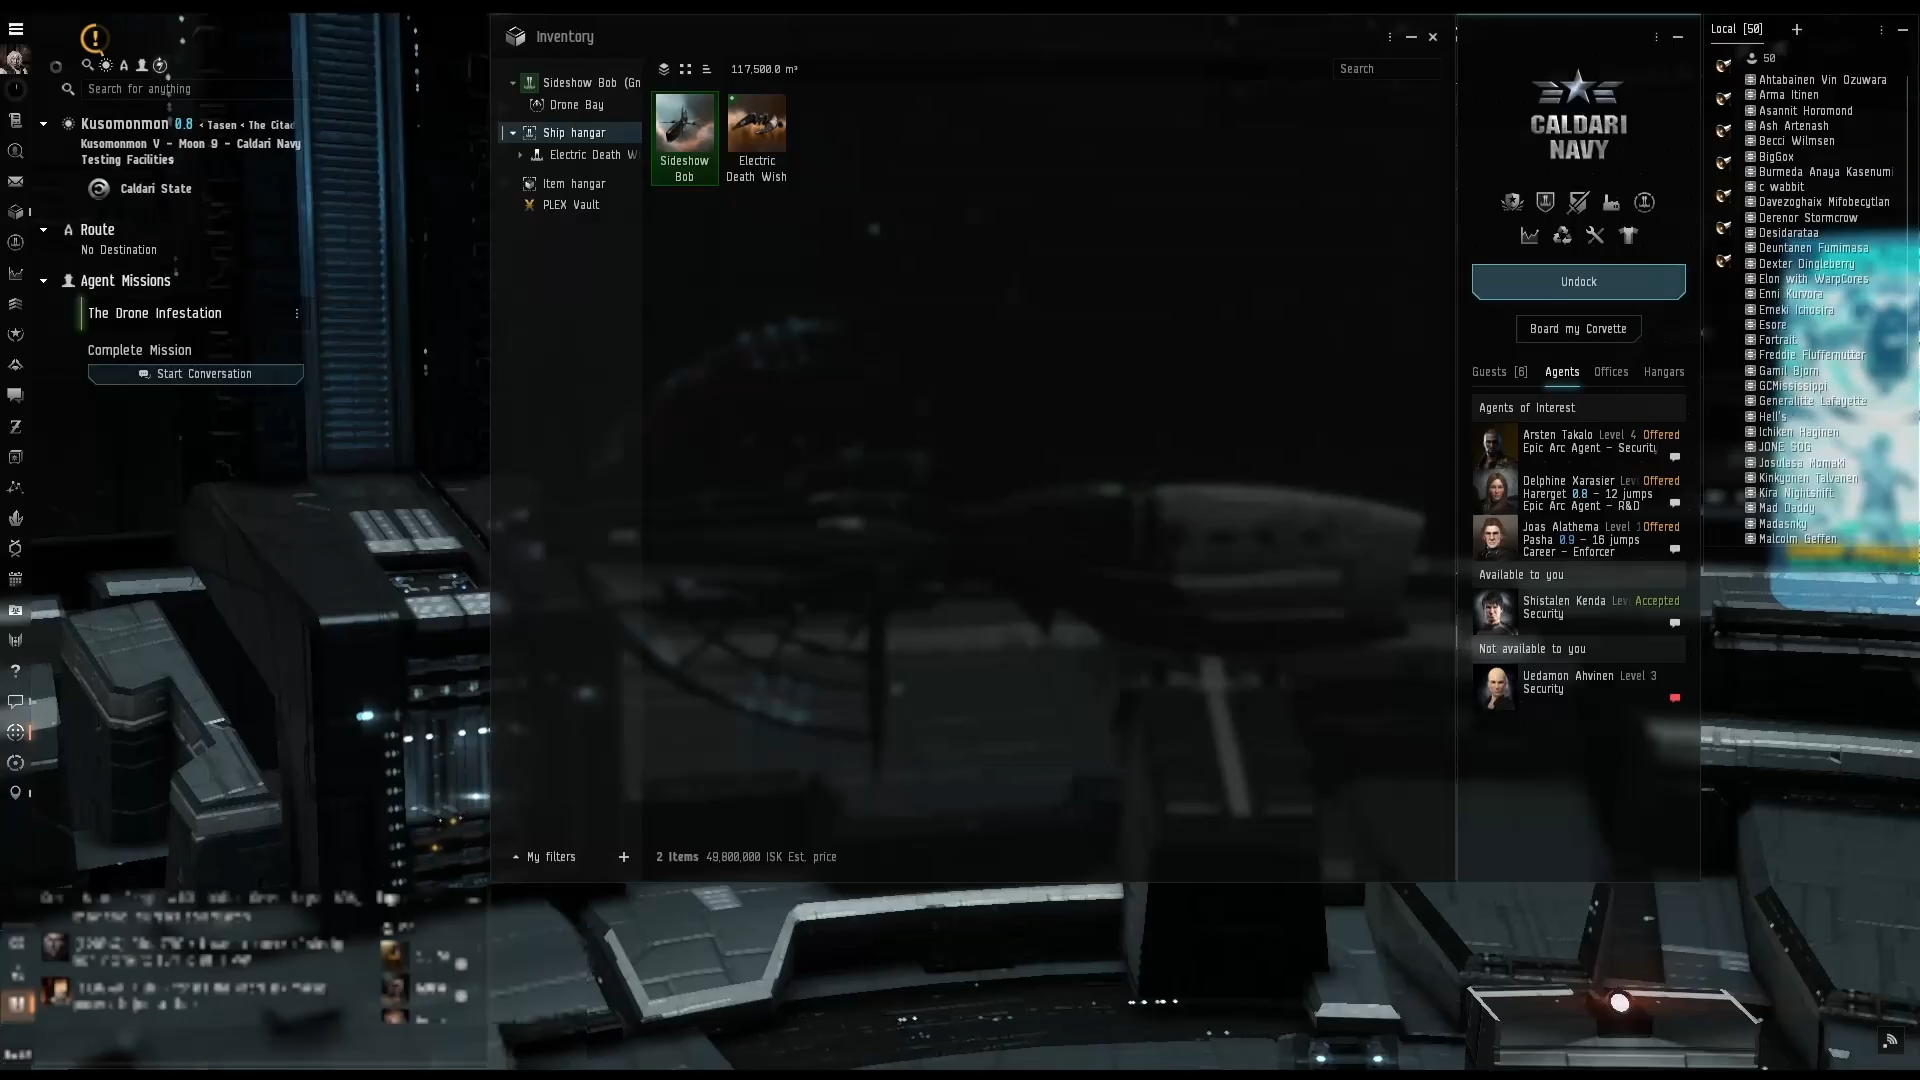 Search for anything
Kusomonmon 0.8 < Tasen < The Citad
Kusomonmon V - Moon 9 - Caldari Navy
Testing Facilities
Caldari State
Route
No Destination
Agent Missions
The Drone Infestation
Complete Mission
Start Conversation
Inventory
Sideshow Bob (Gn
Drone Bay
Ship hangar
Electric Death W
Item hangar
PLEX Vault
117,500.0 m³
Search
Sideshow
Bob
Electric
Death Wish
My filters
2 Items 49,800,000 ISK Est. price
CALDARI
NAVY
Undock
Board my Corvette
Guests [6] Agents Offices Hangars
Agents of Interest
Arsten Takalo Level 4 Offered
Epic Arc Agent - Security
Delphine Xarasier Lev Offered
Harerget 0.8 - 12 jumps
Epic Arc Agent - R&D
Joas Alathema Level 1 Offered
Pasha 0.9 - 16 jumps
Career - Enforcer
Available to you
Shistalen Kenda Lev Accepted
Security
Not available to you
Uedamon Ahvinen Level 3
Security
Local [50]
50
Ahtabainen Vin Ozuwara
Arma Itinen
Asannit Horomond
Ash Artenash
Becci Wilmsen
BigGox
Burmeda Anaya Kasenumi
c wabbit
Davezoghaix Mifobecytlan
Derenor Stormcrow
Desidarataa
Deuntanen Fumimasa
Dexter Dingleberry
Elon with WarpCores
Enni Kurvora
Erneki Ichosira
Esore
Fortrait
Freddie Fluffernutter
Gamil Bjorn
GCMississippi
Generalitte Lafayette
Hell's
Ichiken Haginen
JONE SOG
Josulasa Momaki
Kinkyonen Talvanen
Kira Nightshift
Mad Daddy
Madasnky
Malcolm Geffen